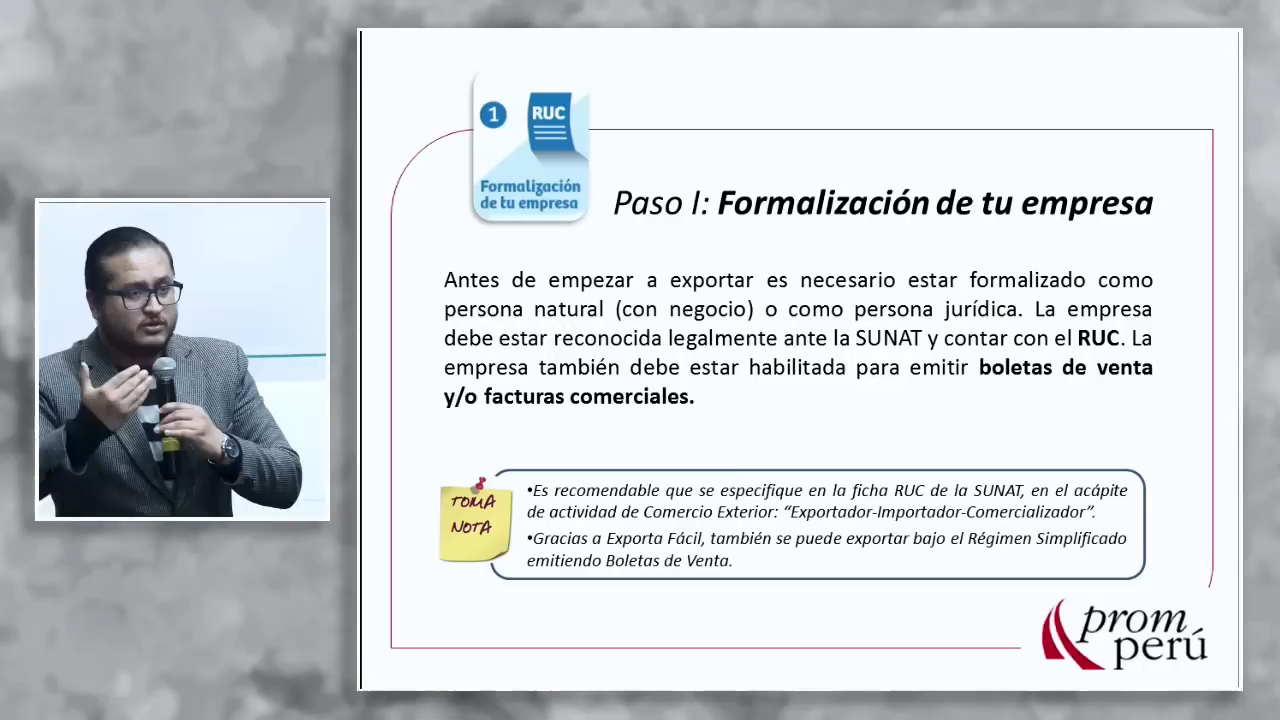 1
RUC
Formalización
de tu empresa
Paso I: Formalización de tu empresa
Antes de empezar a exportar es necesario estar formalizado como
persona natural (con negocio) o como persona jurídica. La empresa
debe estar reconocida legalmente ante la SUNAT y contar con el RUC. La
empresa también debe estar habilitada para emitir boletas de venta
y/o facturas comerciales.
TOMA
NOTA
•Es recomendable que se especifique en la ficha RUC de la SUNAT, en el acápite
de actividad de Comercio Exterior: “Exportador-Importador-Comercializador”.
•Gracias a Exporta Fácil, también se puede exportar bajo el Régimen Simplificado
emitiendo Boletas de Venta.
prom
perú